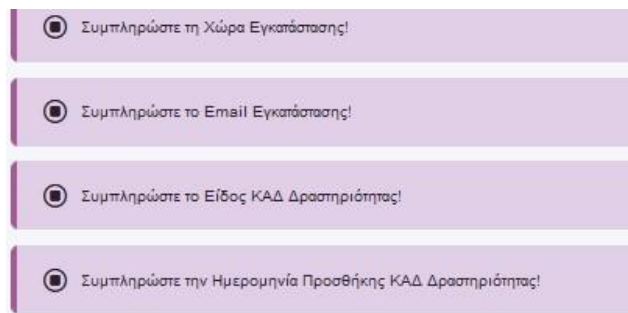 Συμπληρώστε τη Χώρα Εγκατάστασης!
Συμπληρώστε το Email Εγκατάστασης!
Συμπληρώστε το Είδος ΚΑΔ Δραστηριότητας!
Συμπληρώστε την Ημερομηνία Προσθήκης ΚΑΔ Δραστηριότητας!